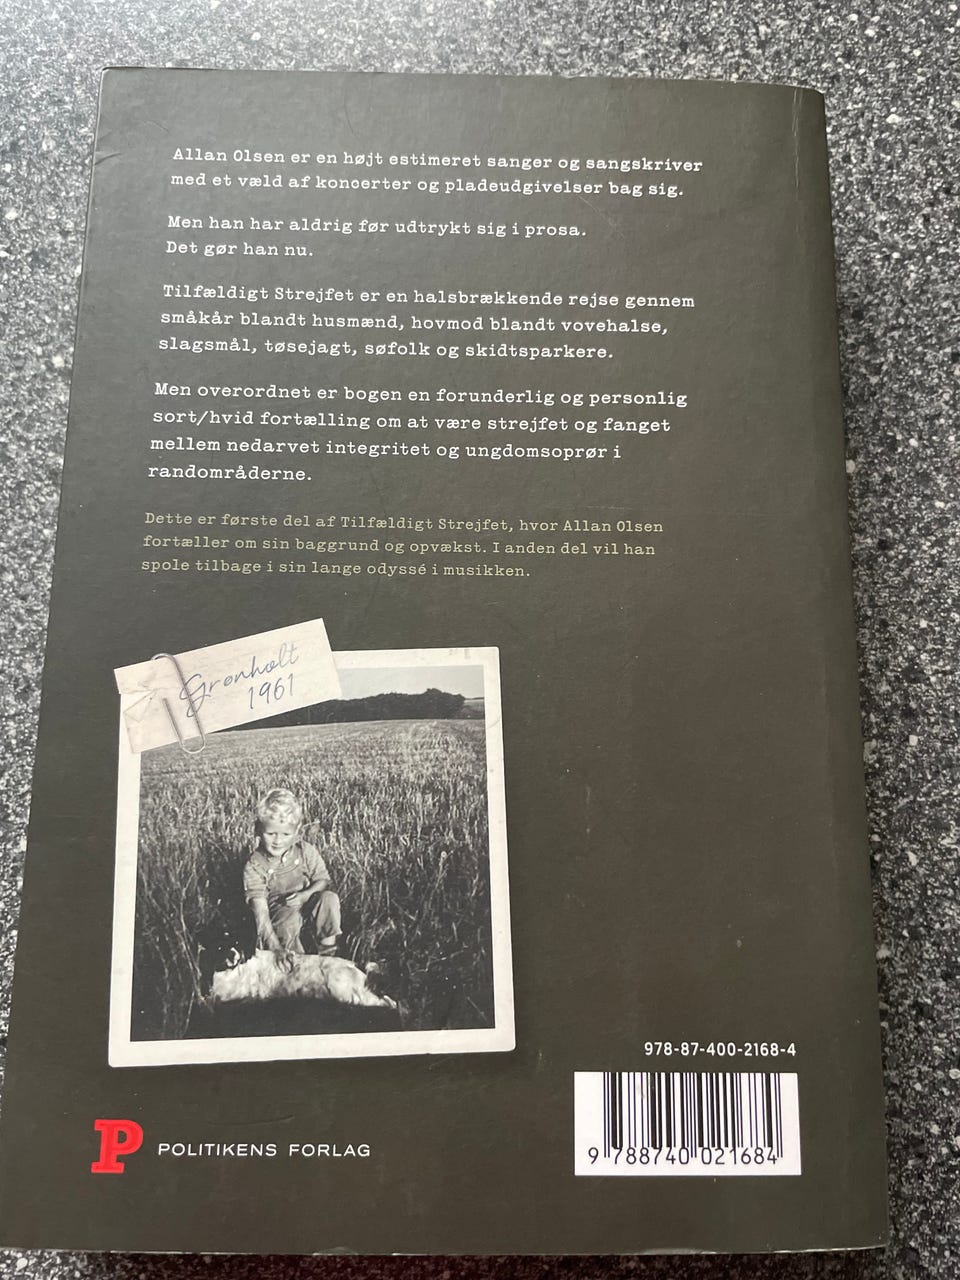 Allan Olsen er en højt estimeret sanger og sangskriver
med et væld af koncerter og pladeudgivelser bag sig.
Men han har aldrig før udtrykt sig i prosa.
Det gør han nu.
Tilfældigt Strejfet er en halsbrækkende rejse gennem
småkår blandt husmænd, hovmod blandt vovehalse,
slagsmål, tøsejagt, søfolk og skidtsparkere.
Men overordnet er bogen en forunderlig og personlig
sort/hvid fortælling om at være strejfet og fanget
mellem nedarvet integritet og ungdomsoprør i
randområderne.
Dette er første del af Tilfældigt Strejfet, hvor Allan Olsen
fortæller om sin baggrund og opvækst. I anden del vil han
spole tilbage i sin lange odyssé i musikken.
Grønholt
1961
978-87-400-2168-4
9 788740 021684
P POLITIKENS FORLAG